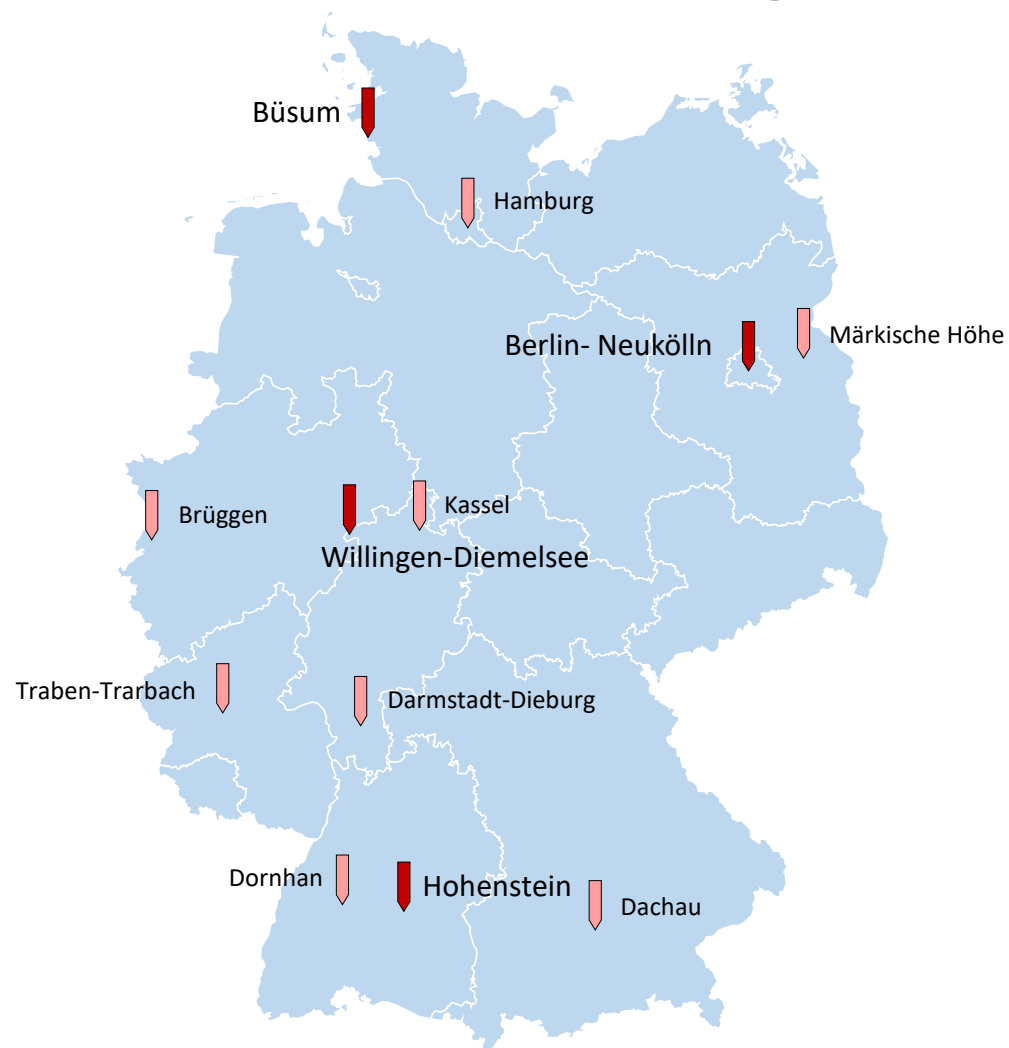 Büsum
Hamburg
Berlin- Neukölln
Märkische Höhe
Brüggen
Kassel
Willingen-Diemelsee
Traben-Trarbach
Darmstadt-Dieburg
Dornhan
Hohenstein
Dachau